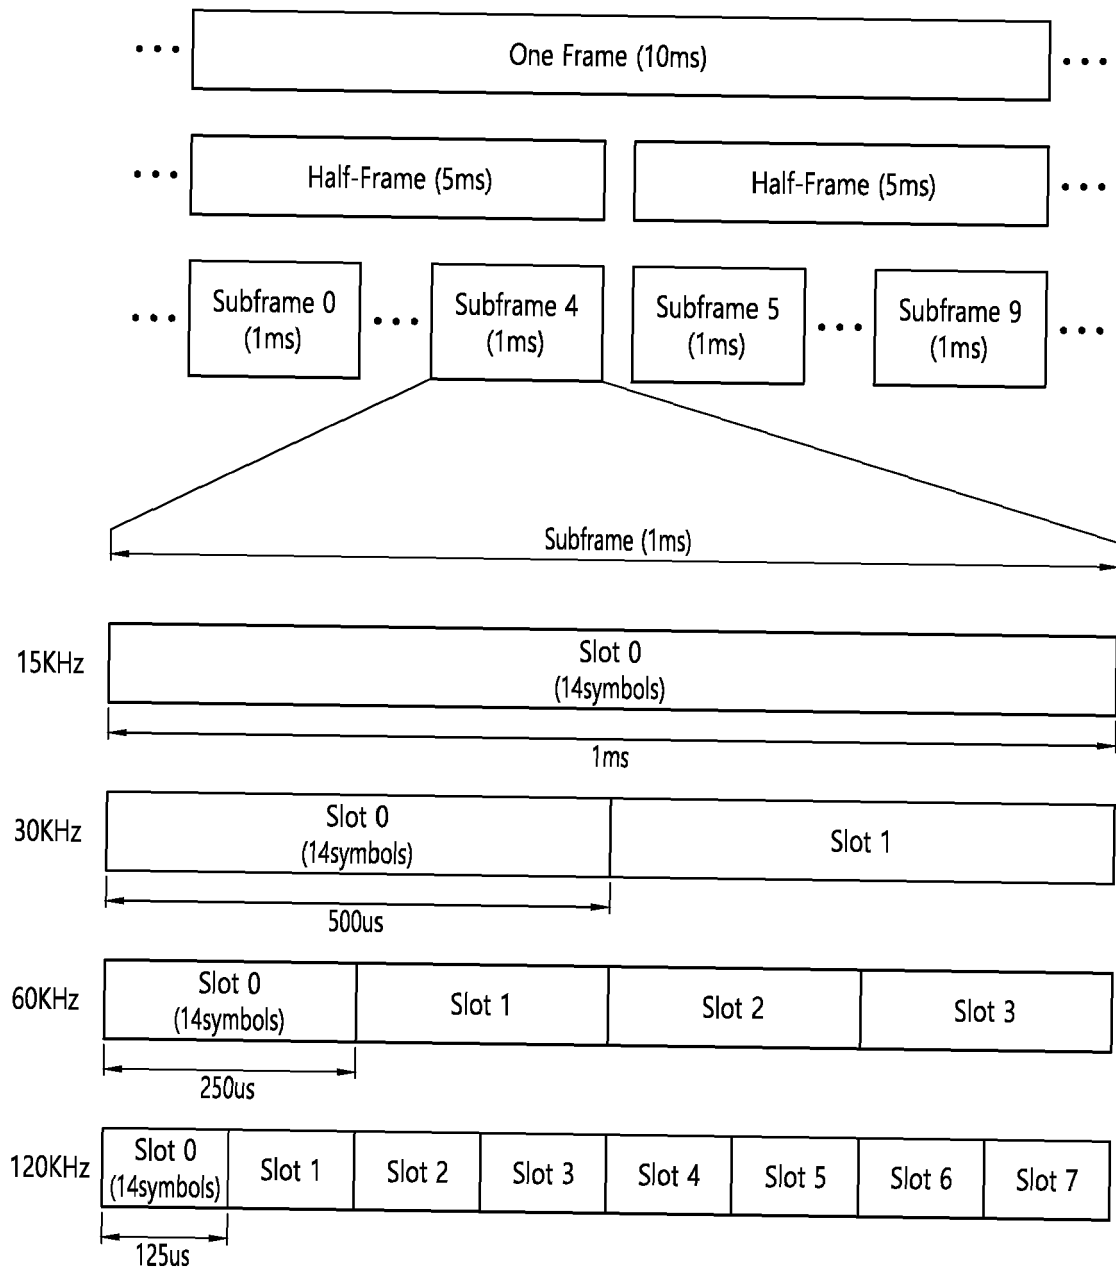 One Frame (10ms)
Half-Frame (5ms)
Half-Frame (5ms)
Subframe 0
(1ms)
Subframe 4
(1ms)
Subframe 5
(1ms)
Subframe 9
(1ms)
Subframe (1ms)
15KHz
Slot 0
(14symbols)
1ms
30KHz
Slot 0
(14symbols)
Slot 1
500us
60KHz
Slot 0
(14symbols)
Slot 1
Slot 2
Slot 3
250us
120KHz
Slot 0
(14symbols)
Slot 1
Slot 2
Slot 3
Slot 4
Slot 5
Slot 6
Slot 7
125us